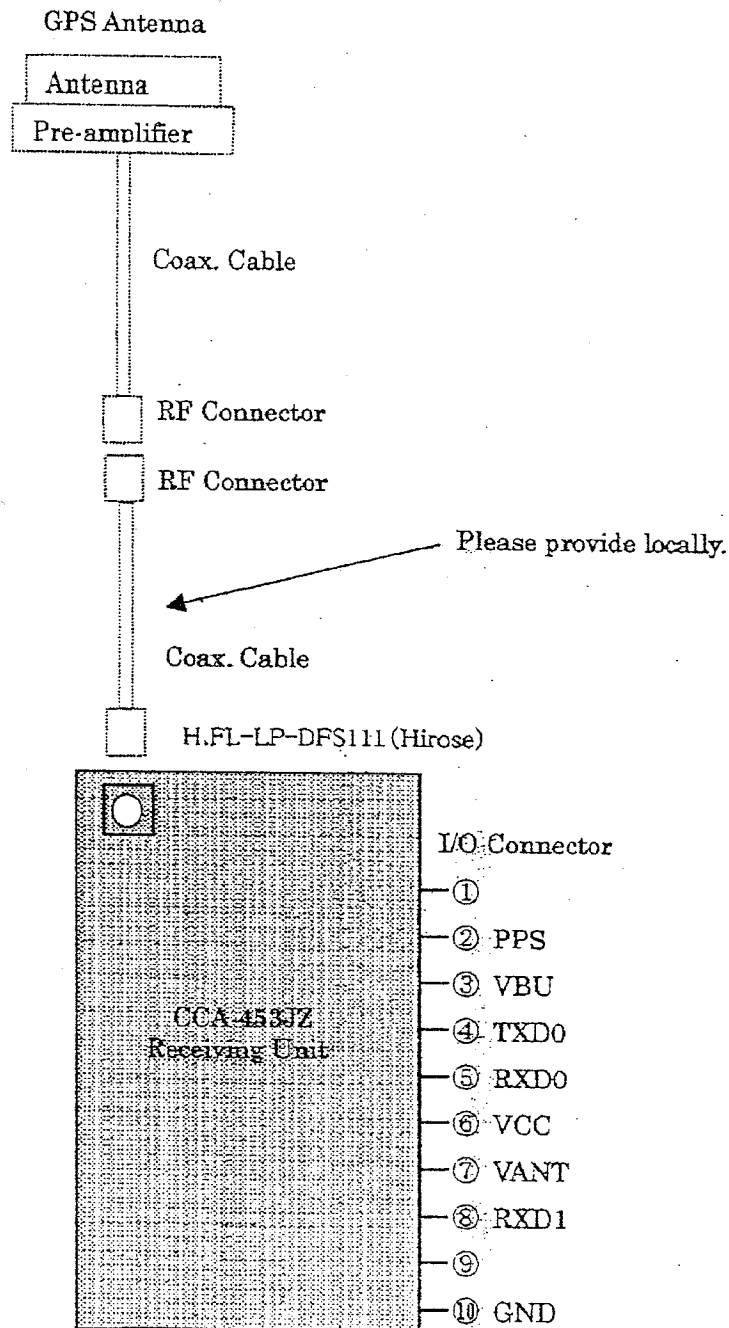 GPS Antenna
Antenna
Pre-amplifier
Coax. Cable
RF Connector
RF Connector
Please provide locally.
Coax. Cable
H.FL-LP-DFS111(Hirose)
I/O Connector
①
② PPS
③ VBU
CCA-453JZ
Receiving Unit
④ TXD0
⑤ RXD0
⑥ VCC
⑦ VANT
⑧ RXD1
⑨
⑩ GND